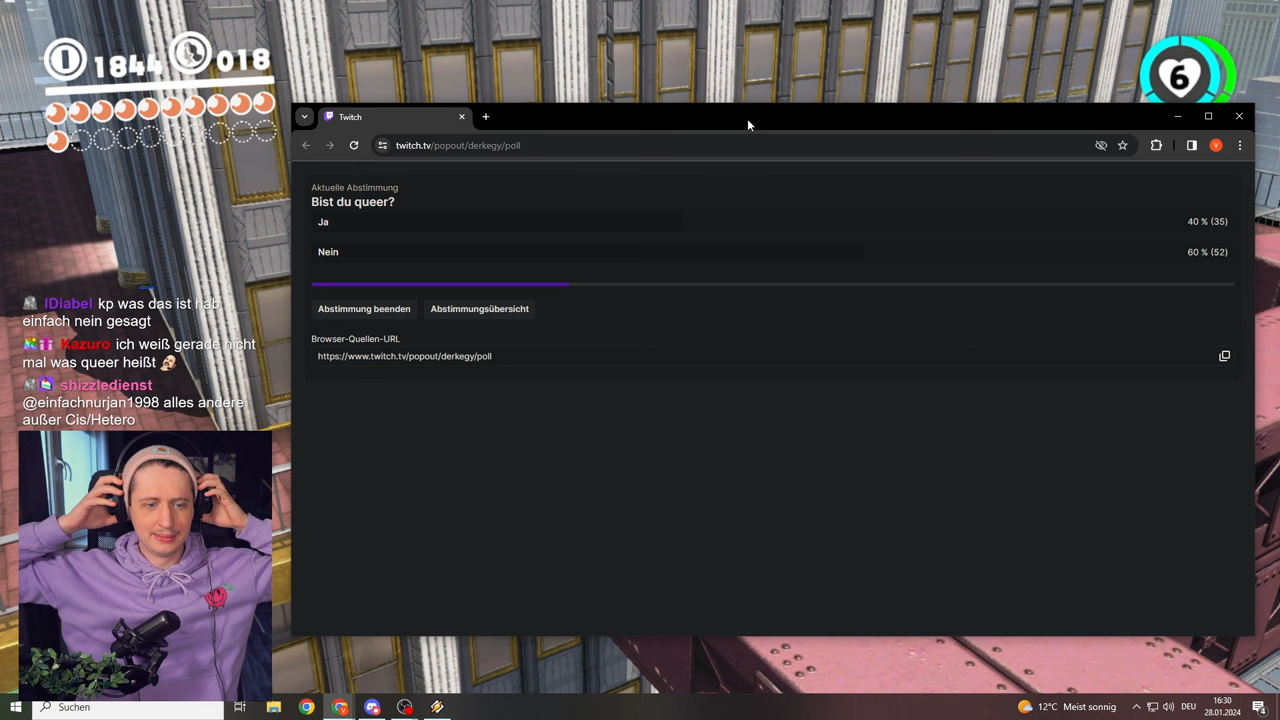 1844 018
6
Twitch
twitch.tv/popout/derkegy/poll
V
Aktuelle Abstimmung
Bist du queer?
Ja 40 % (35)
Nein 60 % (52)
Abstimmung beenden Abstimmungsübersicht
Browser-Quellen-URL
https://www.twitch.tv/popout/derkegy/poll
IDiabel kp was das ist hab
einfach nein gesagt
Kazuro ich weiß gerade nicht
mal was queer heißt
shizzledienst
@einfachnurjan1998 alles andere
außer Cis/Hetero
Suchen
12°C Meist sonnig
DEU
16:30
28.01.2024
4